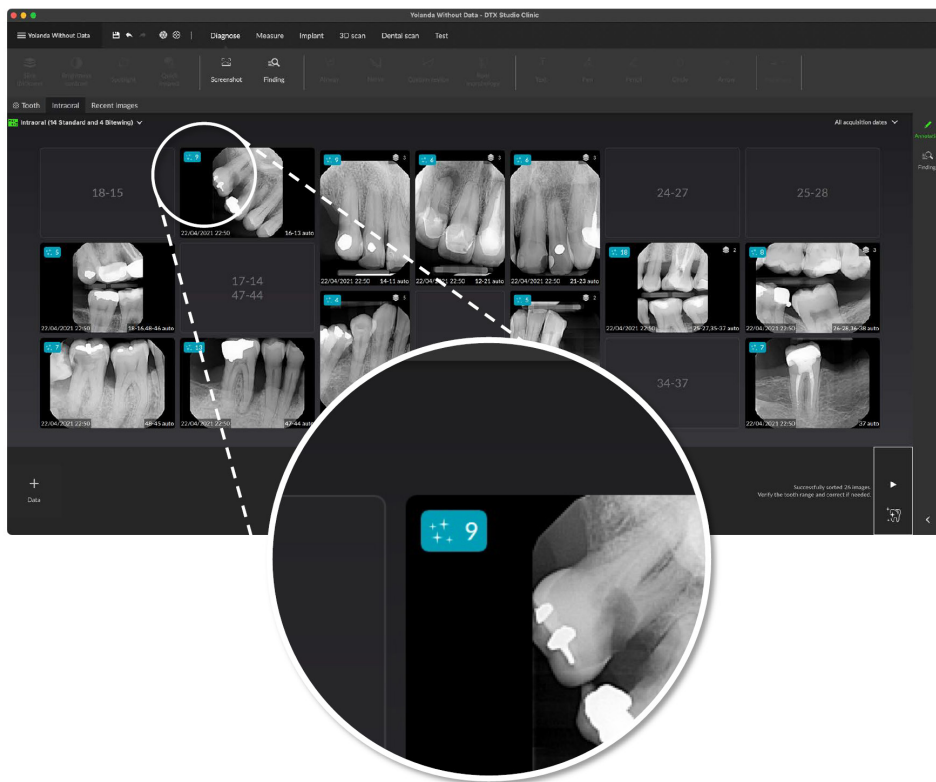 Yolanda Without Data - DTX Studio Clinic
Yolanda Without Data
Diagnose Measure Implant 3D scan Dental scan Test
Screenshot Finding
Tooth Intraoral Recent images
Intraoral (14 Standard and 4 Bitewing) All acquisition dates
Finding
18-15
9
16-13 auto
22/04/2021 22:50
9 3
22/04/2021 22:50 14-11 auto
4 3
22/04/2021 22:50 12-21 auto
4
22/04/2021 22:50 21-23 auto
24-27
25-28
5
22/04/2021 22:50 18-16,48-46 auto
17-14
47-44
4
5 2
10 2
22/04/2021 22:50 25-27,35-37 auto
8 3
22/04/2021 22:50 26-28,36-38 auto
7
22/04/2021 22:50 48-45 auto
22/04/2021 22:50 47-44 auto
34-37
7
22/04/2021 22:50 37 auto
Data
Successfully sorted 25 images.
Verify the tooth range and correct if needed.
9